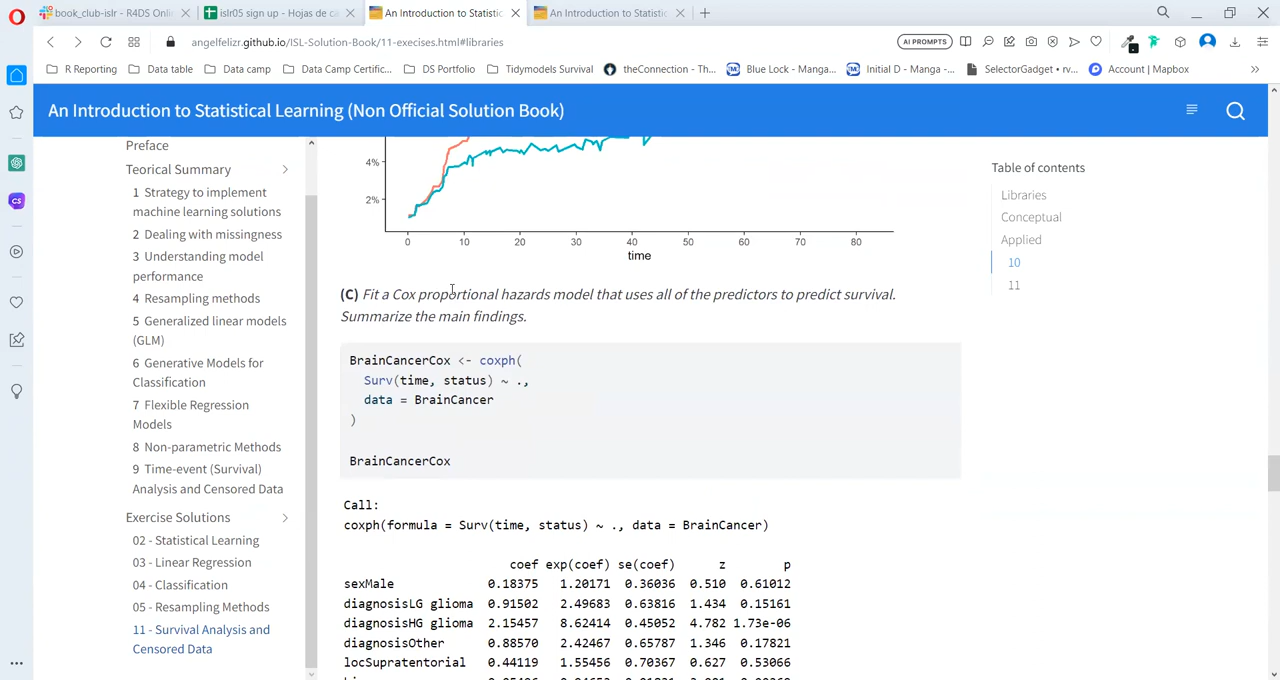 book_club-islr - R4DS Onli
islr05 sign up - Hojas de cá
An Introduction to Statistic
An Introduction to Statistic
angelfelizr.github.io/ISL-Solution-Book/11-execises.html#libraries
AI PROMPTS
R Reporting
Data table
Data camp
Data Camp Certific...
DS Portfolio
Tidymodels Survival
theConnection - Th...
Blue Lock - Manga...
Initial D - Manga -...
SelectorGadget • rv...
Account | Mapbox
An Introduction to Statistical Learning (Non Official Solution Book)
Preface
Teorical Summary
1 Strategy to implement
machine learning solutions
2 Dealing with missingness
3 Understanding model
performance
4 Resampling methods
5 Generalized linear models
(GLM)
6 Generative Models for
Classification
7 Flexible Regression
Models
8 Non-parametric Methods
9 Time-event (Survival)
Analysis and Censored Data
Exercise Solutions
02 - Statistical Learning
03 - Linear Regression
04 - Classification
05 - Resampling Methods
11 - Survival Analysis and
Censored Data
4%
2%
0 10 20 30 40 50 60 70 80
time
(C) Fit a Cox proportional hazards model that uses all of the predictors to predict survival.
Summarize the main findings.
BrainCancerCox <- coxph(
Surv(time, status) ~ .,
data = BrainCancer
)
BrainCancerCox
Call:
coxph(formula = Surv(time, status) ~ ., data = BrainCancer)
coef exp(coef) se(coef) z p
sexMale 0.18375 1.20171 0.36036 0.510 0.61012
diagnosisLG glioma 0.91502 2.49683 0.63816 1.434 0.15161
diagnosisHG glioma 2.15457 8.62414 0.45052 4.782 1.73e-06
diagnosisOther 0.88570 2.42467 0.65787 1.346 0.17821
locSupratentorial 0.44119 1.55456 0.70367 0.627 0.53066
Table of contents
Libraries
Conceptual
Applied
10
11